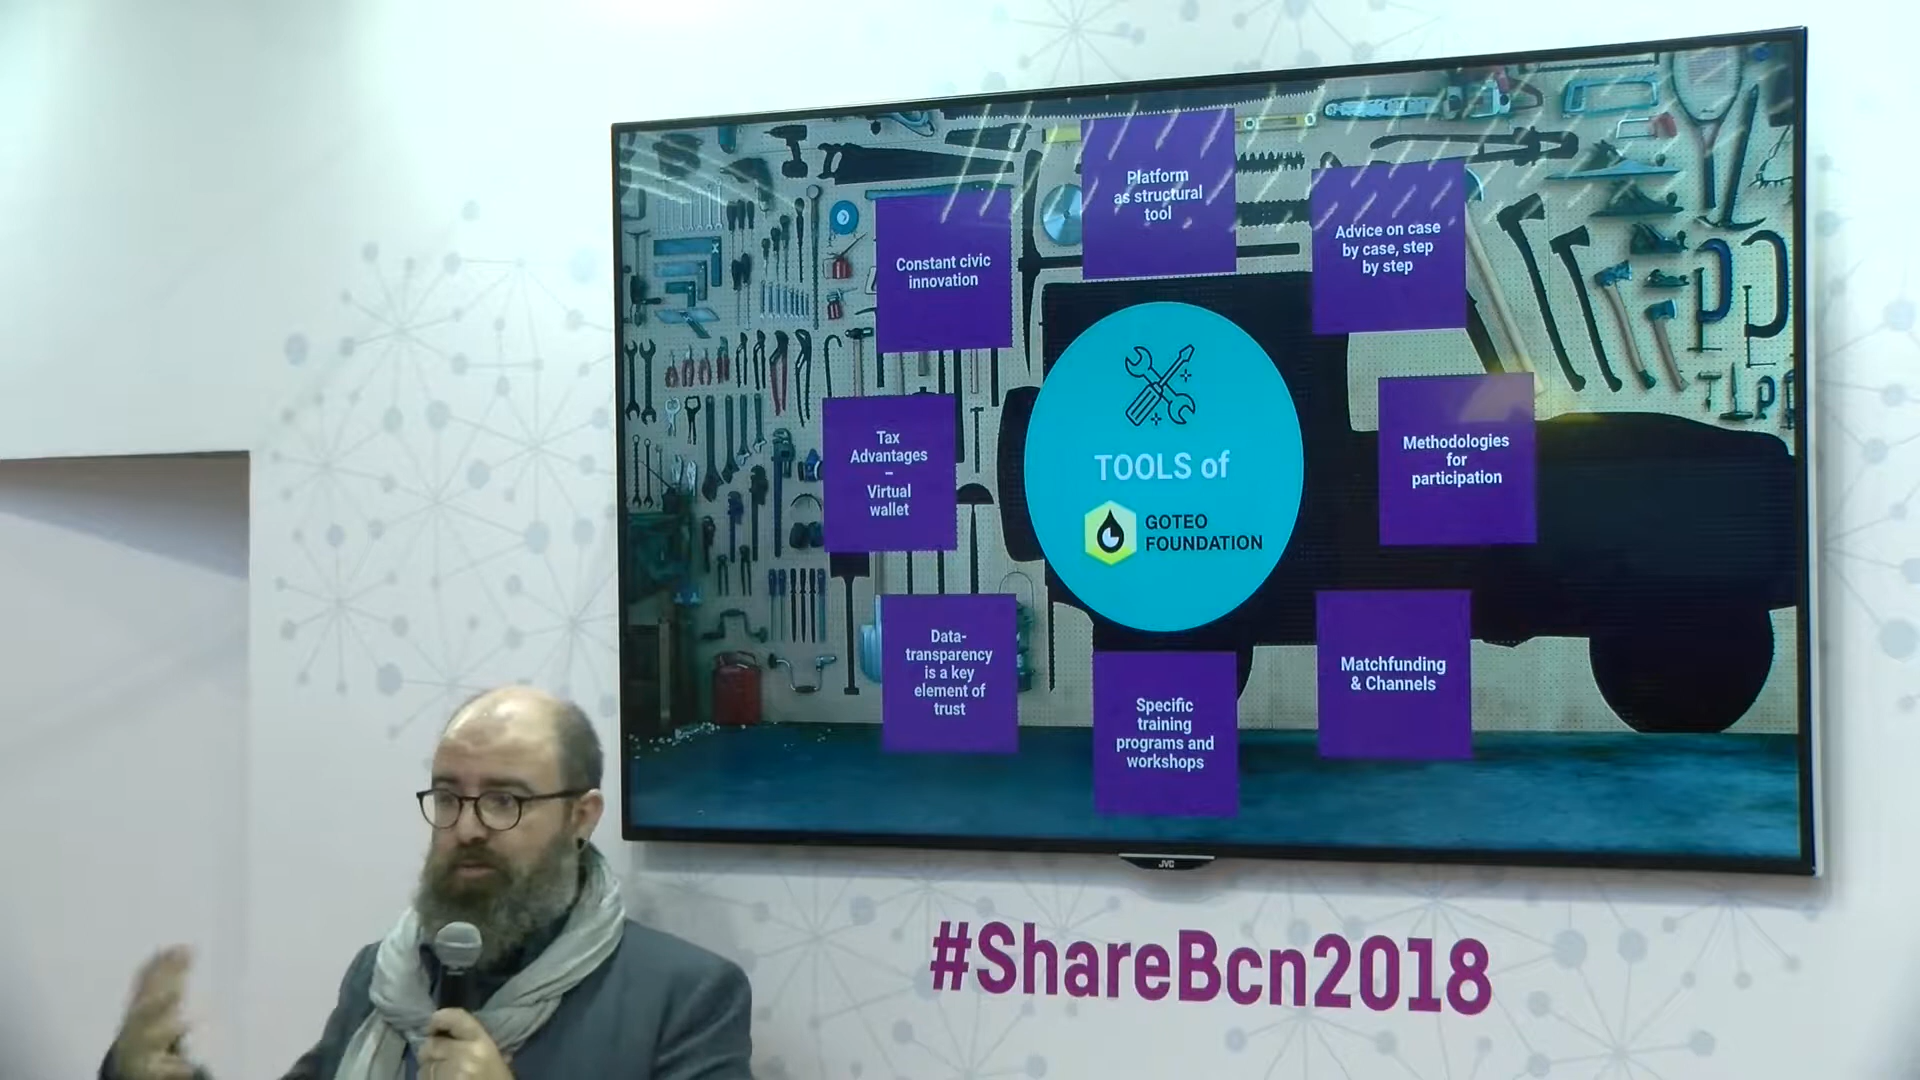 Platform
as structural
tool
Constant civic
innovation
Advice on case
by case, step
by step
Tax
Advantages
–
Virtual
wallet
TOOLS of
GOTEO
FOUNDATION
Methodologies
for
participation
Data-
transparency
is a key
element of
trust
Specific
training
programs and
workshops
Matchfunding
& Channels
JVC
#ShareBcn2018